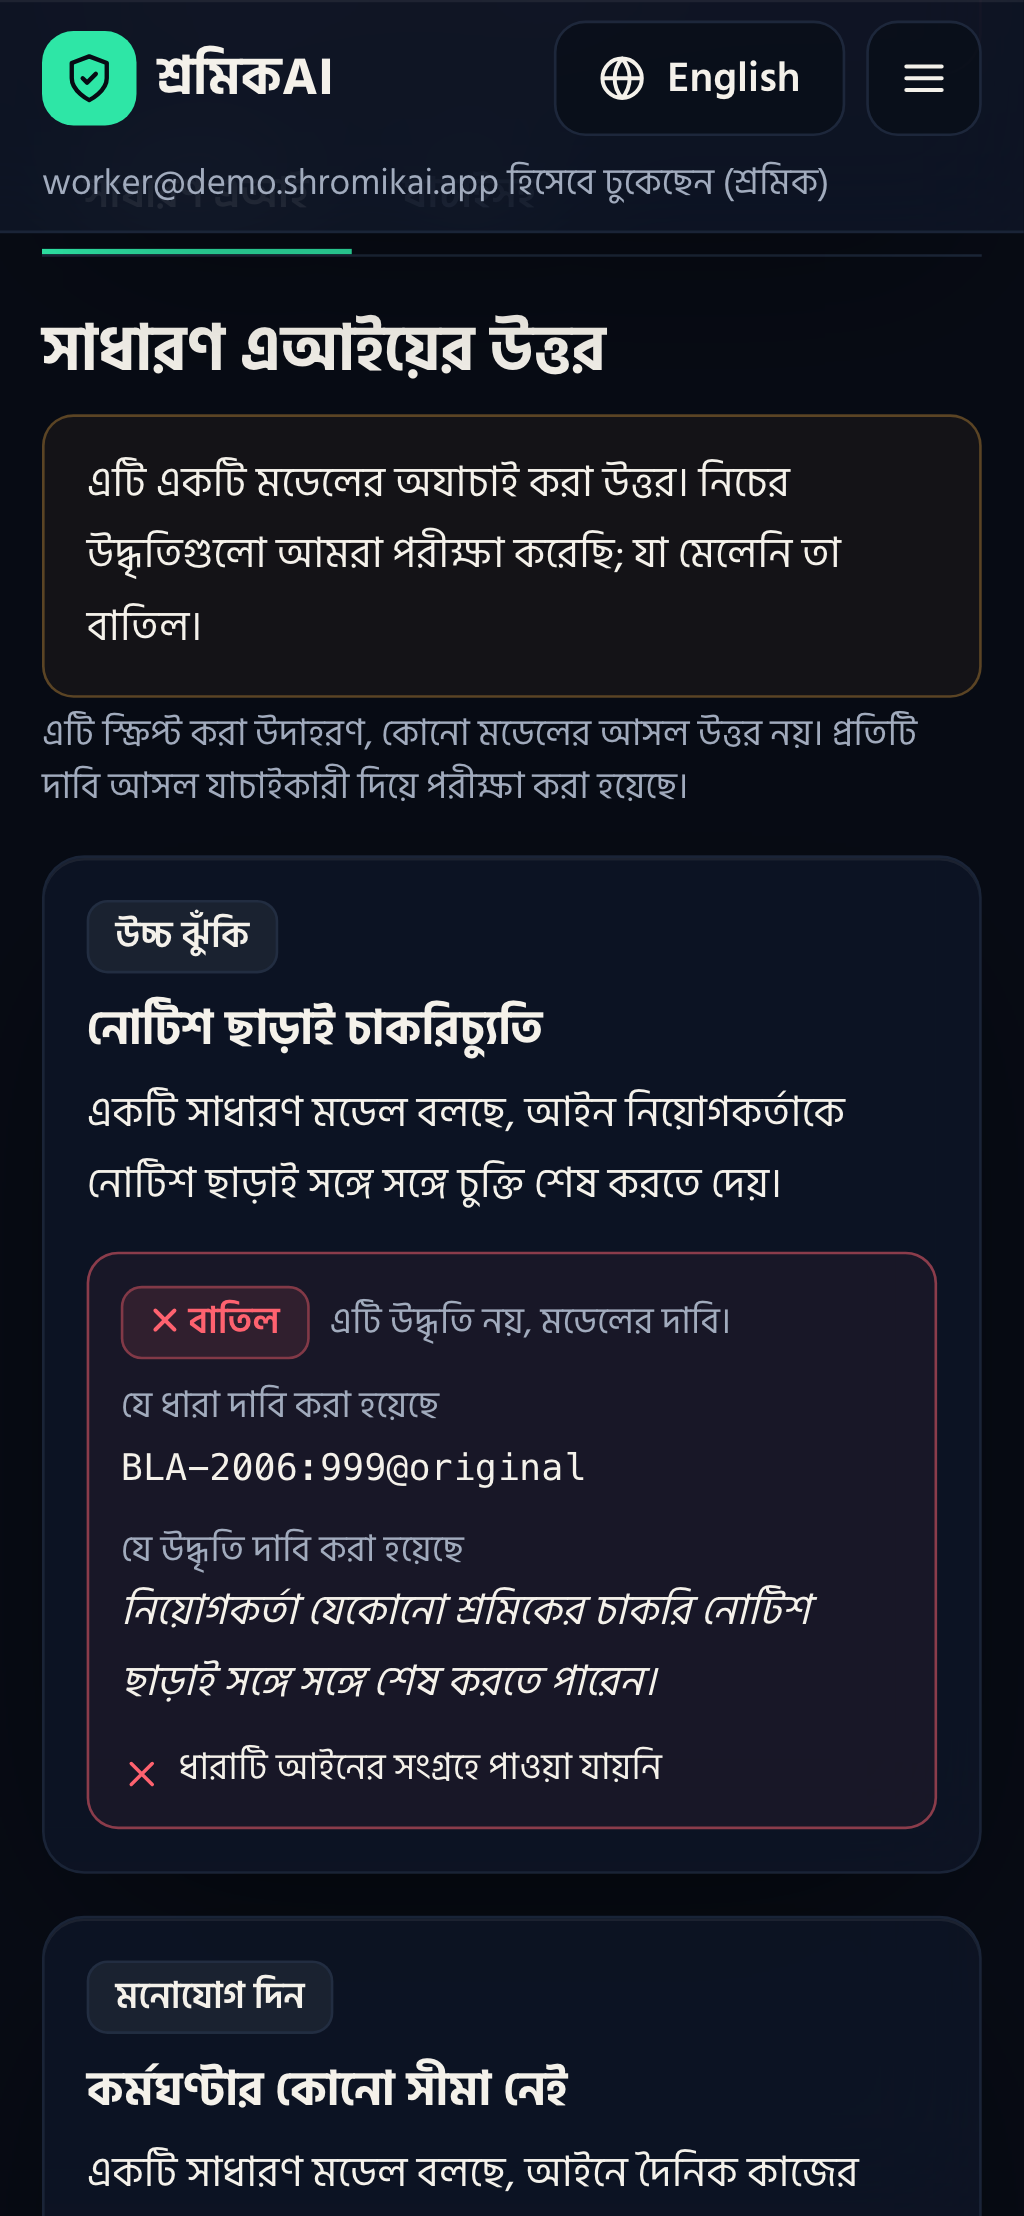 শ্রমিকAI
English
worker@demo.shromikai.app হিসেবে ঢুকেছেন (শ্রমিক)
সাধারণ এআইয়ের উত্তর
এটি একটি মডেলের অযাচাই করা উত্তর। নিচের
উদ্ধৃতিগুলো আমরা পরীক্ষা করেছি; যা মেলেনি তা
বাতিল।
এটি স্ক্রিপ্ট করা উদাহরণ, কোনো মডেলের আসল উত্তর নয়। প্রতিটি
দাবি আসল যাচাইকারী দিয়ে পরীক্ষা করা হয়েছে।
উচ্চ ঝুঁকি
নোটিশ ছাড়াই চাকরিচ্যুতি
একটি সাধারণ মডেল বলছে, আইন নিয়োগকর্তাকে
নোটিশ ছাড়াই সঙ্গে সঙ্গে চুক্তি শেষ করতে দেয়।
✕ বাতিল এটি উদ্ধৃতি নয়, মডেলের দাবি।
যে ধারা দাবি করা হয়েছে
BLA-2006:999@original
যে উদ্ধৃতি দাবি করা হয়েছে
নিয়োগকর্তা যেকোনো শ্রমিকের চাকরি নোটিশ
ছাড়াই সঙ্গে সঙ্গে শেষ করতে পারেন।
✕ ধারাটি আইনের সংগ্রহে পাওয়া যায়নি
মনোযোগ দিন
কর্মঘণ্টার কোনো সীমা নেই
একটি সাধারণ মডেল বলছে, আইনে দৈনিক কাজের